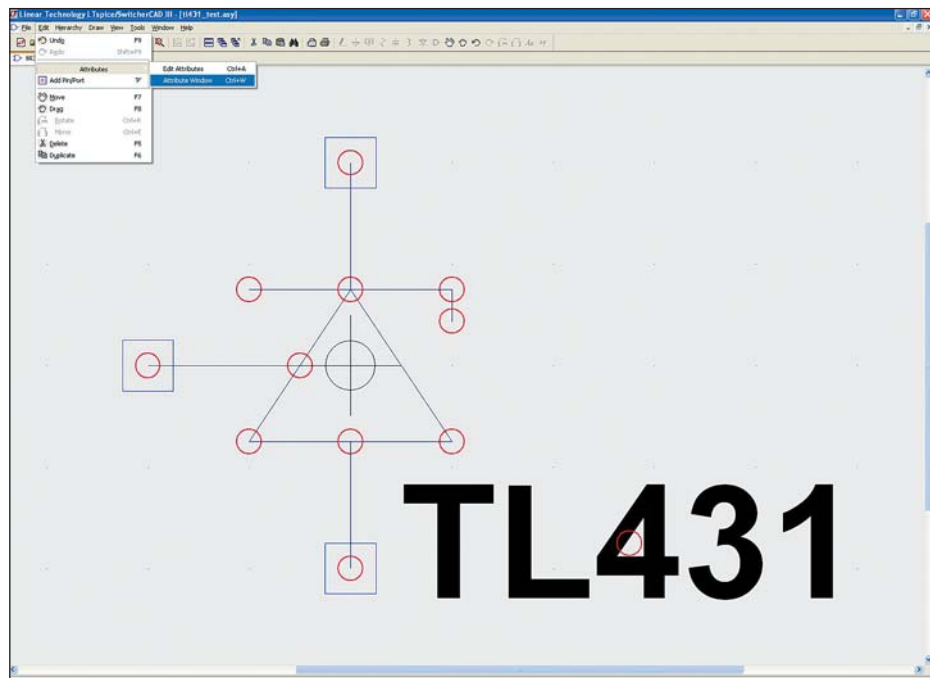 Linear Technology LTspice/SwitcherCAD III - [tl431_test.asy]
File Edit Hierarchy Draw View Tools Window Help
Undo F9
Redo Shift+F9
Attributes
Edit Attributes Ctrl+A
Add Pin/Port 'P'
Attribute Window Ctrl+W
Move F7
Drag F8
Rotate Ctrl+R
Mirror Ctrl+E
Delete F5
Duplicate F6
TL431